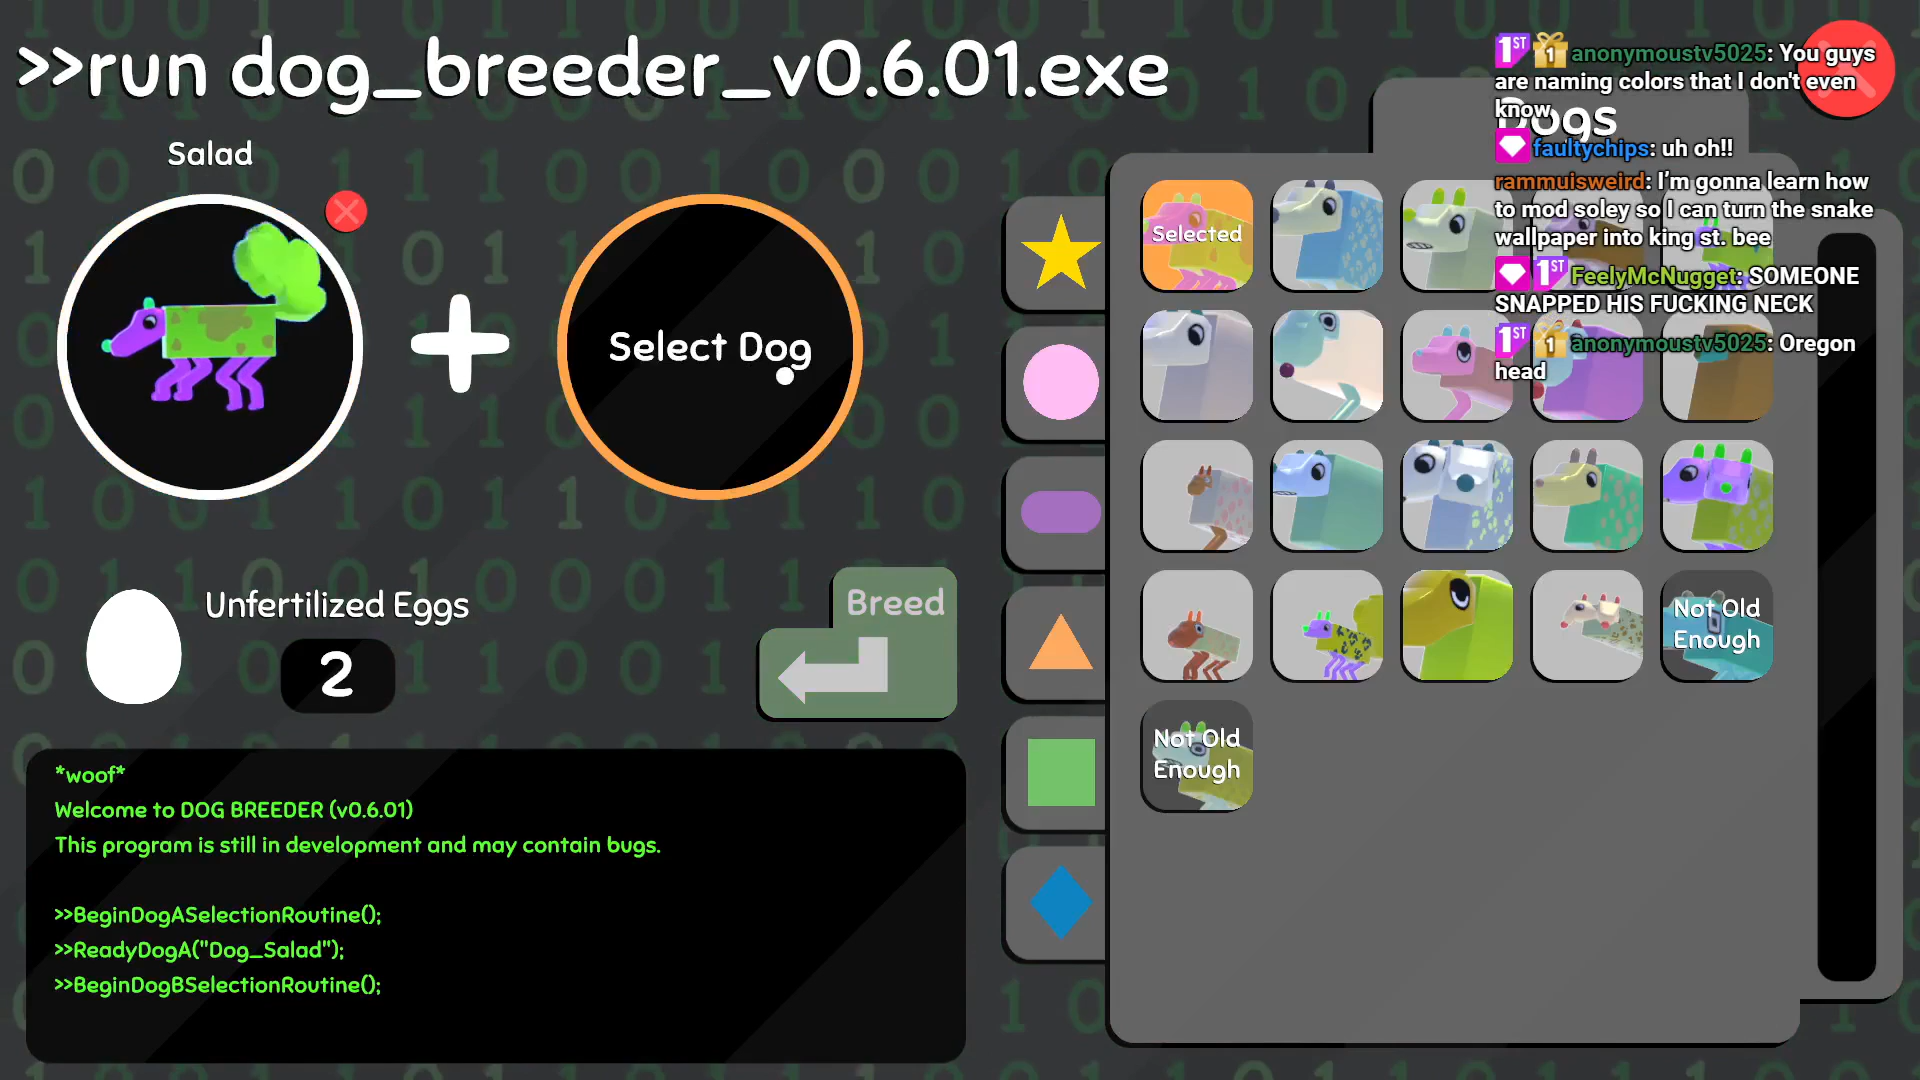 >>run dog_breeder_v0.6.01.exe
Salad
Select Dog
Unfertilized Eggs
2
Breed
*woof*
Welcome to DOG BREEDER (v0.6.01)
This program is still in development and may contain bugs.
>>BeginDogASelectionRoutine();
>>ReadyDogA("Dog_Salad");
>>BeginDogBSelectionRoutine();
Dogs
Selected
Not Old
Enough
Not Old
Enough
1ST 1 anonymoustv5025: You guys
are naming colors that I don't even
know
faultychips: uh oh!!
rammuisweird: I'm gonna learn how
to mod soley so I can turn the snake
wallpaper into king st. bee
1ST FeelyMcNugget: SOMEONE
SNAPPED HIS FUCKING NECK
1ST 1 anonymoustv5025: Oregon
head